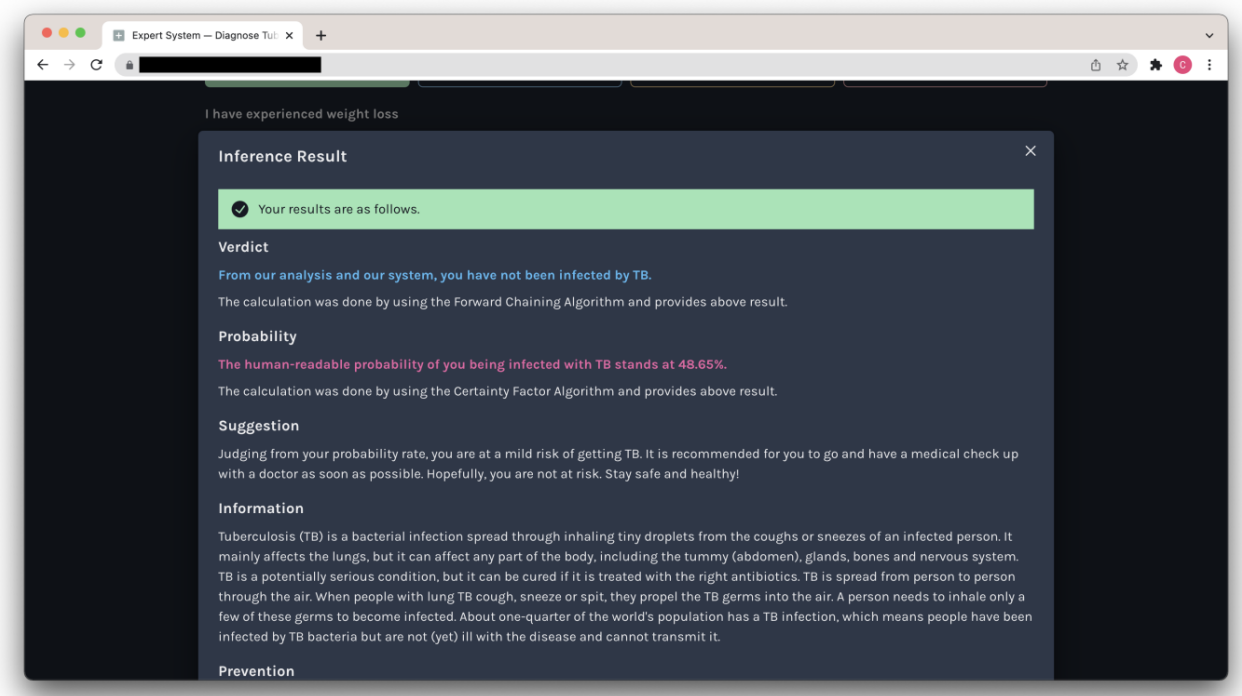 Expert System — Diagnose Tub
C
I have experienced weight loss
Inference Result
Your results are as follows.
Verdict
From our analysis and our system, you have not been infected by TB.
The calculation was done by using the Forward Chaining Algorithm and provides above result.
Probability
The human-readable probability of you being infected with TB stands at 48.65%.
The calculation was done by using the Certainty Factor Algorithm and provides above result.
Suggestion
Judging from your probability rate, you are at a mild risk of getting TB. It is recommended for you to go and have a medical check up
with a doctor as soon as possible. Hopefully, you are not at risk. Stay safe and healthy!
Information
Tuberculosis (TB) is a bacterial infection spread through inhaling tiny droplets from the coughs or sneezes of an infected person. It
mainly affects the lungs, but it can affect any part of the body, including the tummy (abdomen), glands, bones and nervous system.
TB is a potentially serious condition, but it can be cured if it is treated with the right antibiotics. TB is spread from person to person
through the air. When people with lung TB cough, sneeze or spit, they propel the TB germs into the air. A person needs to inhale only a
few of these germs to become infected. About one-quarter of the world's population has a TB infection, which means people have been
infected by TB bacteria but are not (yet) ill with the disease and cannot transmit it.
Prevention